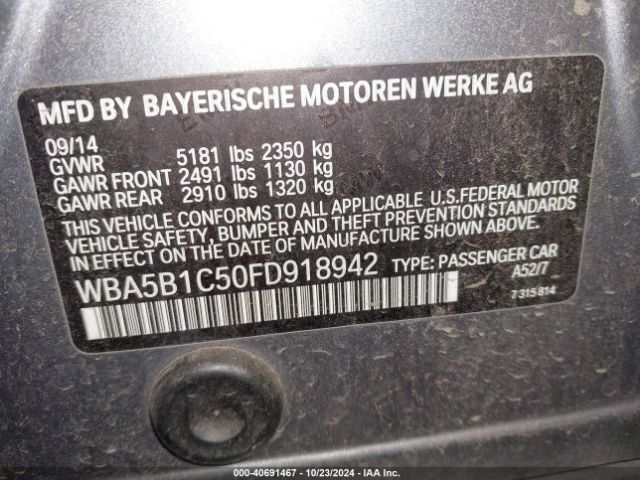 MFD BY BAYERISCHE MOTOREN WERKE AG
09/14
GVWR 5181 lbs 2350 kg
GAWR FRONT 2491 lbs 1130 kg
GAWR REAR 2910 lbs 1320 kg
THIS VEHICLE CONFORMS TO ALL APPLICABLE U.S.FEDERAL MOTOR
VEHICLE SAFETY, BUMPER AND THEFT PREVENTION STANDARDS
IN EFFECT ON THE DATE OF MANUFACTURE SHOWN ABOVE.
WBA5B1C50FD918942 TYPE: PASSENGER CAR
A52/7
7 315 814
000-40691467 - 10/23/2024 - IAA Inc.